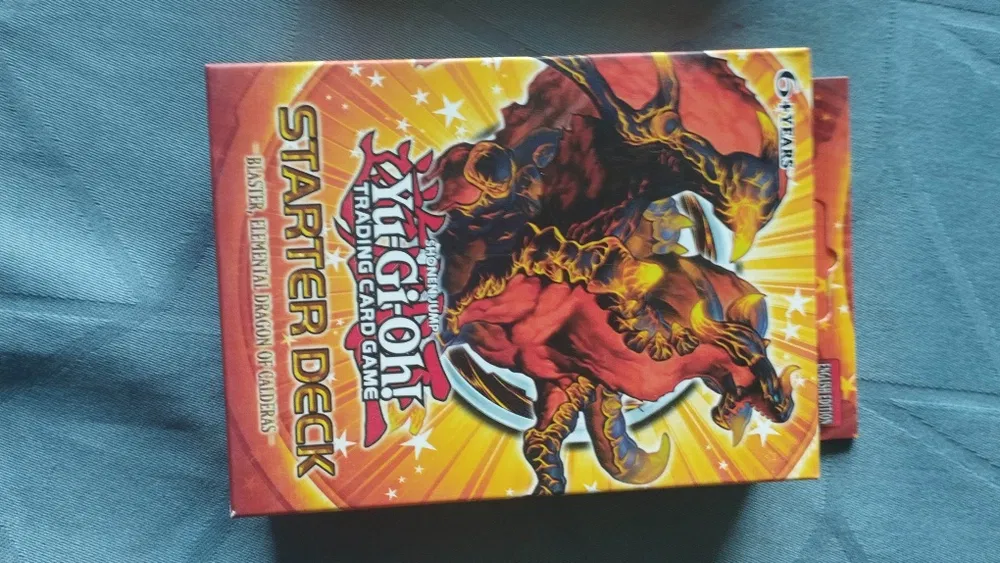 6+YEARS
ENGLISH EDITION
SHONEN JUMP
Yu-Gi-Oh!
TRADING CARD GAME
STARTER DECK
-BLASTER, ELEMENTAL DRAGON OF CALDERAS-